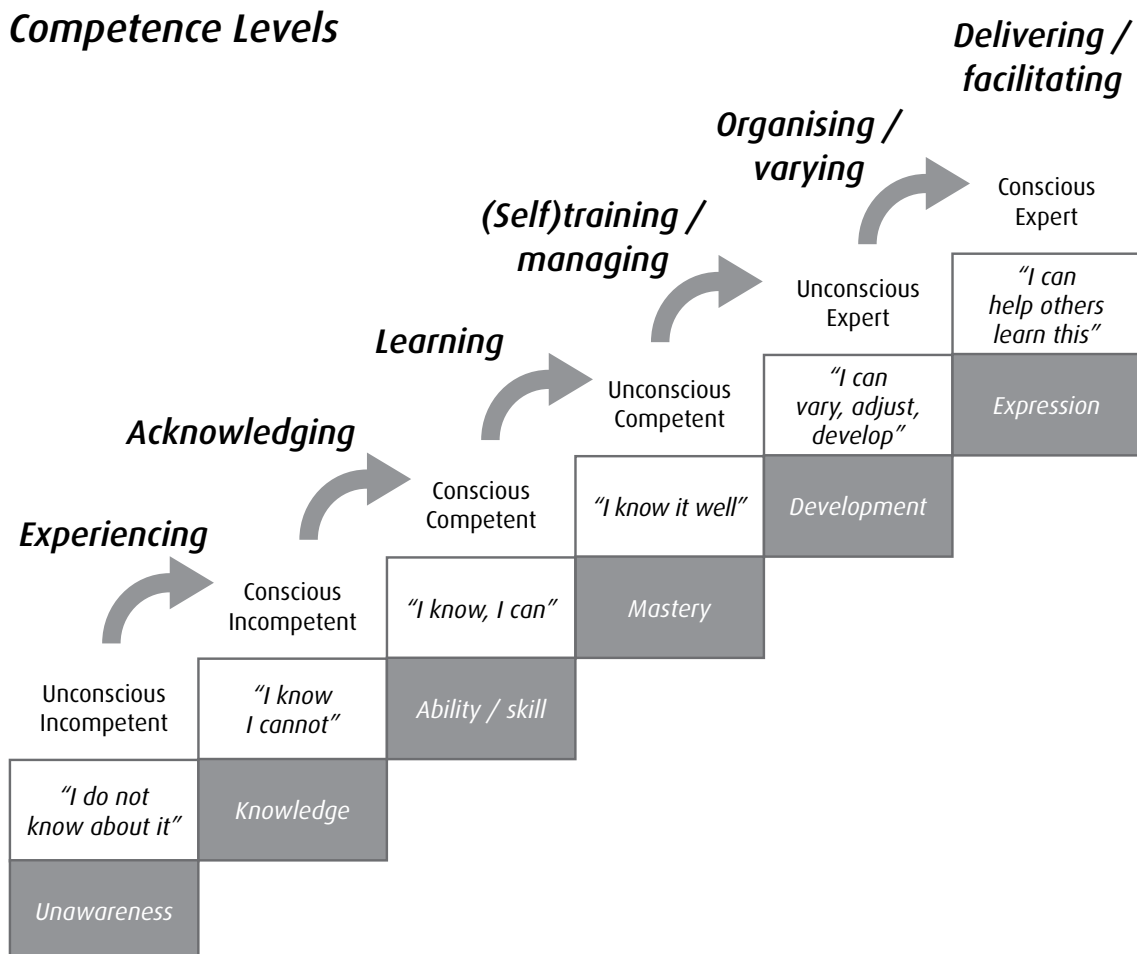 Competence Levels
Delivering /
facilitating
Organising /
varying
(Self)training /
managing
Learning
Acknowledging
Experiencing
Conscious
Expert
“I can
help others
learn this”
Expression
Unconscious
Expert
“I can
vary, adjust,
develop”
Development
Unconscious
Competent
“I know it well”
Mastery
Conscious
Competent
“I know, I can”
Ability / skill
Conscious
Incompetent
“I know
I cannot”
Knowledge
Unconscious
Incompetent
“I do not
know about it”
Unawareness